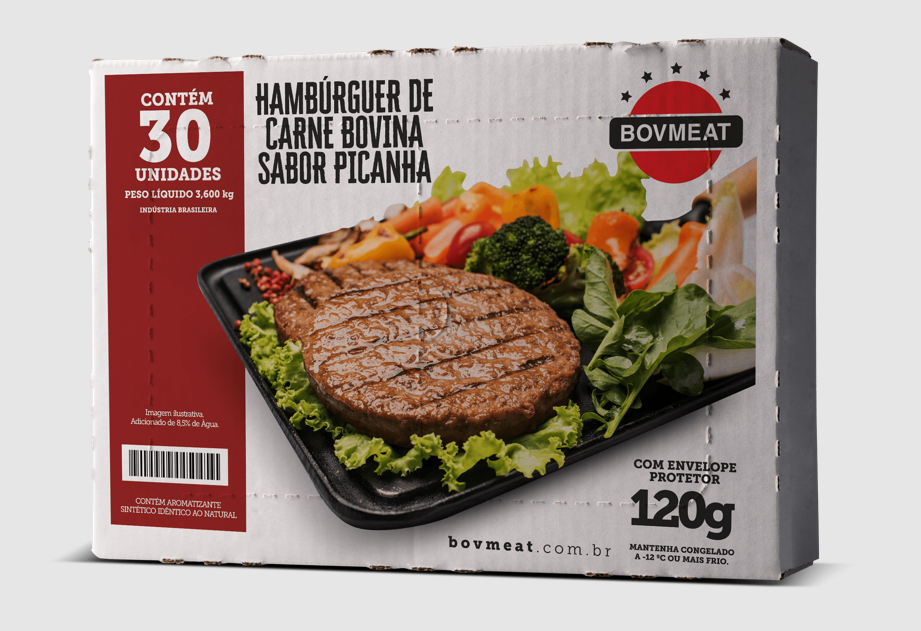 CONTÉM
30
UNIDADES
PESO LÍQUIDO 3,600 kg
INDÚSTRIA BRASILEIRA
HAMBÚRGUER DE
CARNE BOVINA
SABOR PICANHA
BOVMEAT
Imagem ilustrativa.
Adicionado de 8,5% de Água.
CONTÉM AROMATIZANTE
SINTÉTICO IDÊNTICO AO NATURAL
COM ENVELOPE
PROTETOR
120g
bovmeat.com.br
MANTENHA CONGELADO
A -12 ºC OU MAIS FRIO.